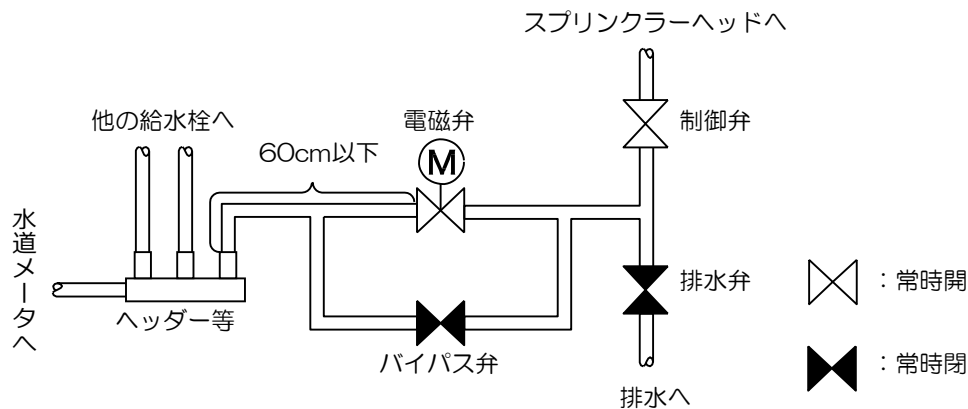 スプリンクラーヘッドへ
他の給水栓へ
電磁弁
制御弁
60cm以下
M
水道メータへ
ヘッダー等
排水弁
：常時開
バイパス弁
：常時閉
排水へ